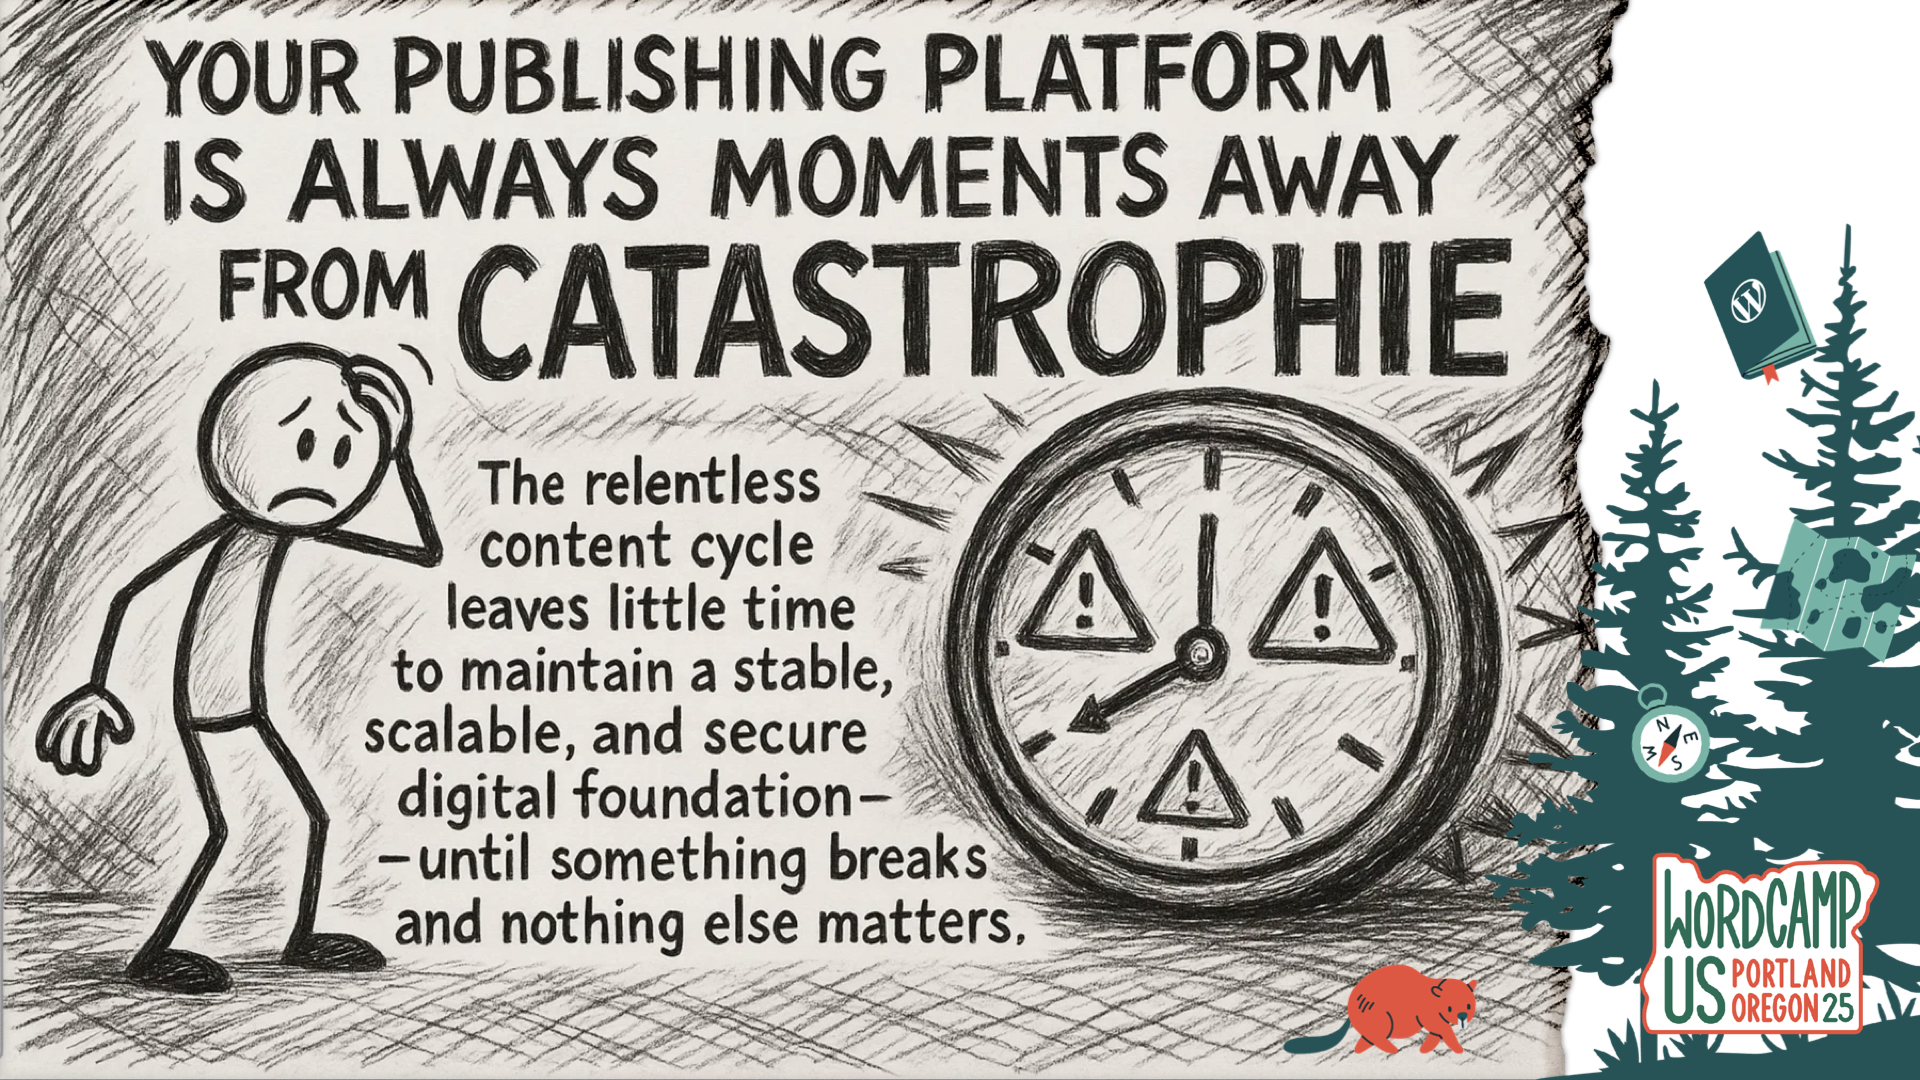 YOUR PUBLISHING PLATFORM
IS ALWAYS MOMENTS AWAY
FROM CATASTROPHIE
The relentless
content cycle
leaves little time
to maintain a stable,
scalable, and secure
digital foundation–
–until something breaks
and nothing else matters.
!
!
!
W
N
E
S
W
WORDCAMP
US PORTLAND
OREGON 25